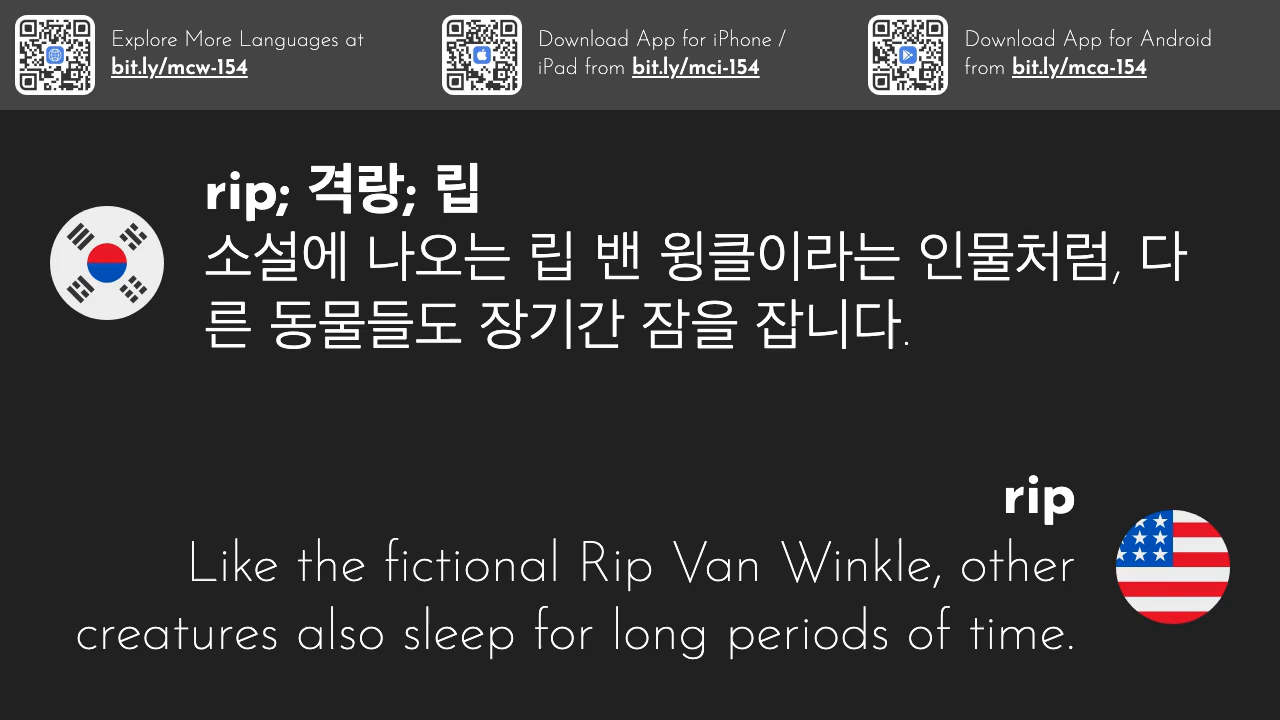 Explore More Languages at
bit.ly/mcw-154
Download App for iPhone /
iPad from bit.ly/mci-154
Download App for Android
from bit.ly/mca-154
rip; 격랑; 립
소설에 나오는 립 밴 윙클이라는 인물처럼, 다
른 동물들도 장기간 잠을 잡니다.
rip
Like the fictional Rip Van Winkle, other
creatures also sleep for long periods of time.